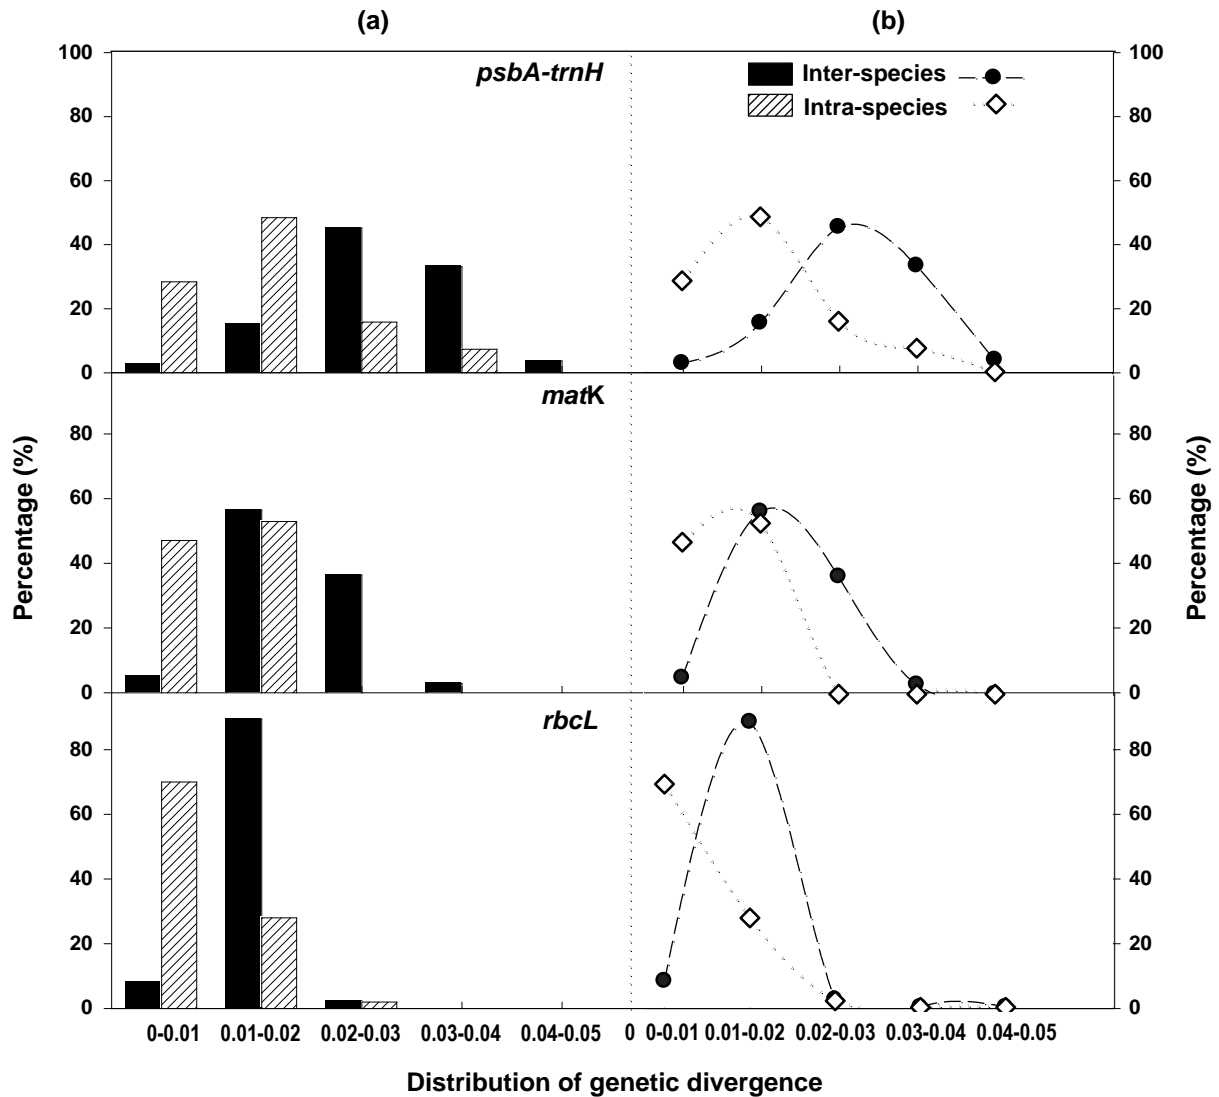 (a) (b)
100 100
psbA-trnH Inter-species
80 80
Intra-species
60 60
40 40
20 20
0 0
matK
80 80
60 60
40 40
20 20
0 0
rbcL
80 80
60 60
40 40
20 20
0 0
Percentage (%)
Percentage (%)
0-0.01 0.01-0.02 0.02-0.03 0.03-0.04 0.04-0.05 0 0-0.01 0.01-0.02 0.02-0.03 0.03-0.04 0.04-0.05
Distribution of genetic divergence